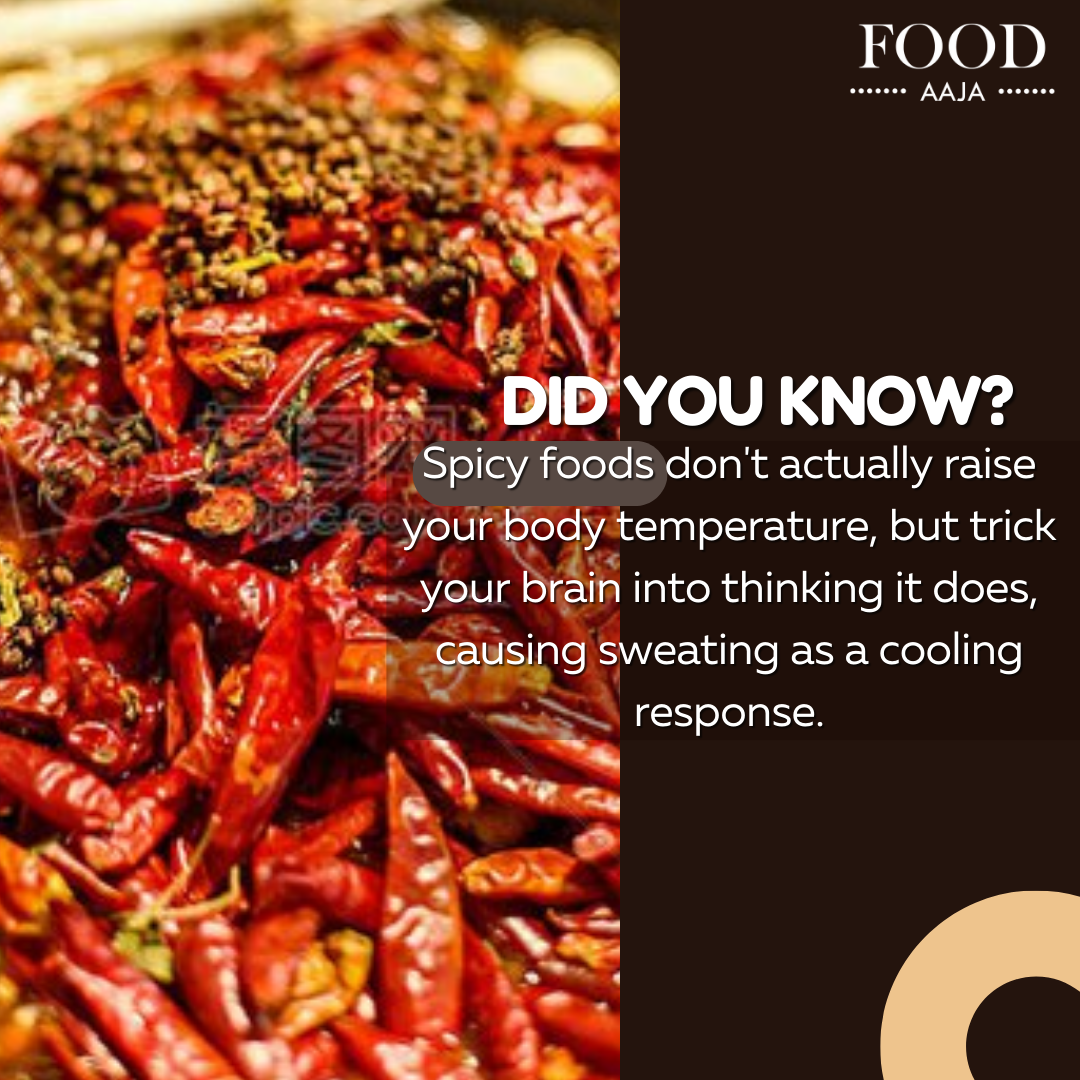 FOOD
AAJA
DID YOU KNOW?
Spicy foods don't actually raise
your body temperature, but trick
your brain into thinking it does,
causing sweating as a cooling
response.